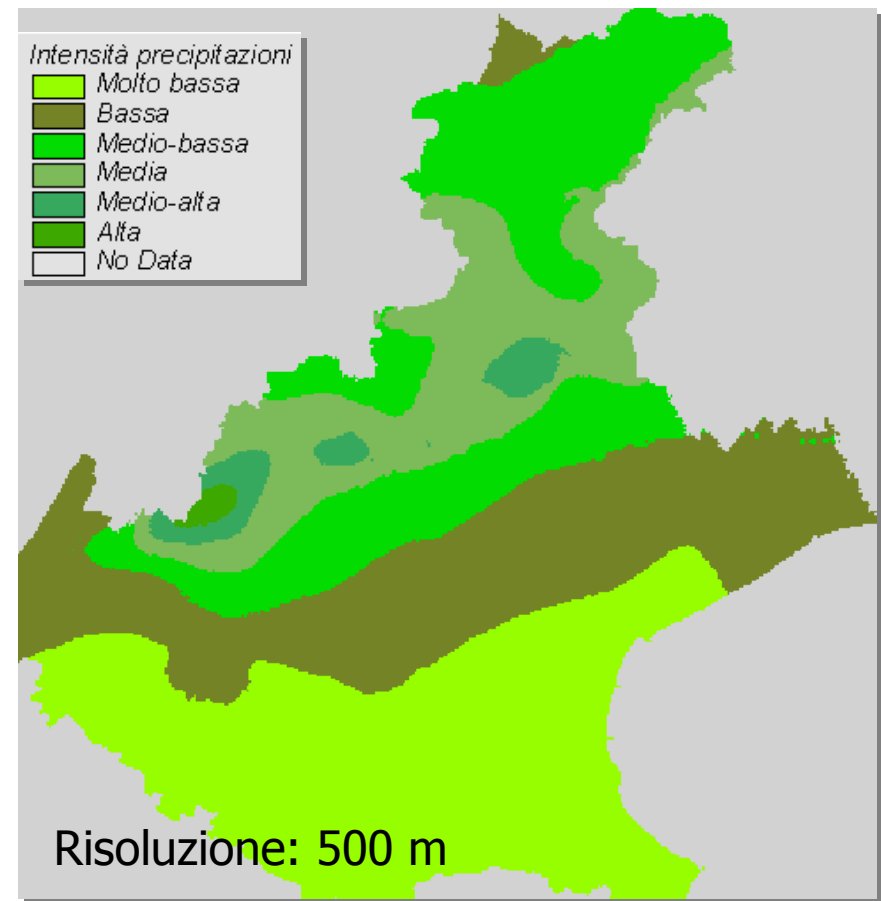 Intensità precipitazioni
Molto bassa
Bassa
Medio-bassa
Media
Medio-alta
Alta
No Data
Risoluzione: 500 m